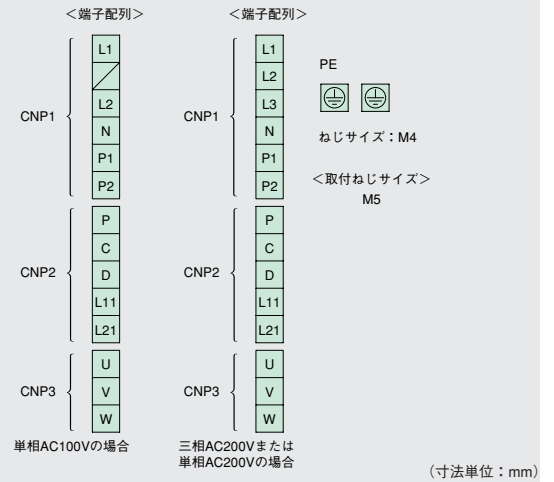 ＜端子配列＞
CNP1
L1
L2
N
P1
P2
CNP2
P
C
D
L11
L21
CNP3
U
V
W
単相AC100Vの場合
＜端子配列＞
CNP1
L1
L2
L3
N
P1
P2
CNP2
P
C
D
L11
L21
CNP3
U
V
W
三相AC200Vまたは
単相AC200Vの場合
PE
ねじサイズ：M4
＜取付ねじサイズ＞
M5
（寸法単位：mm）